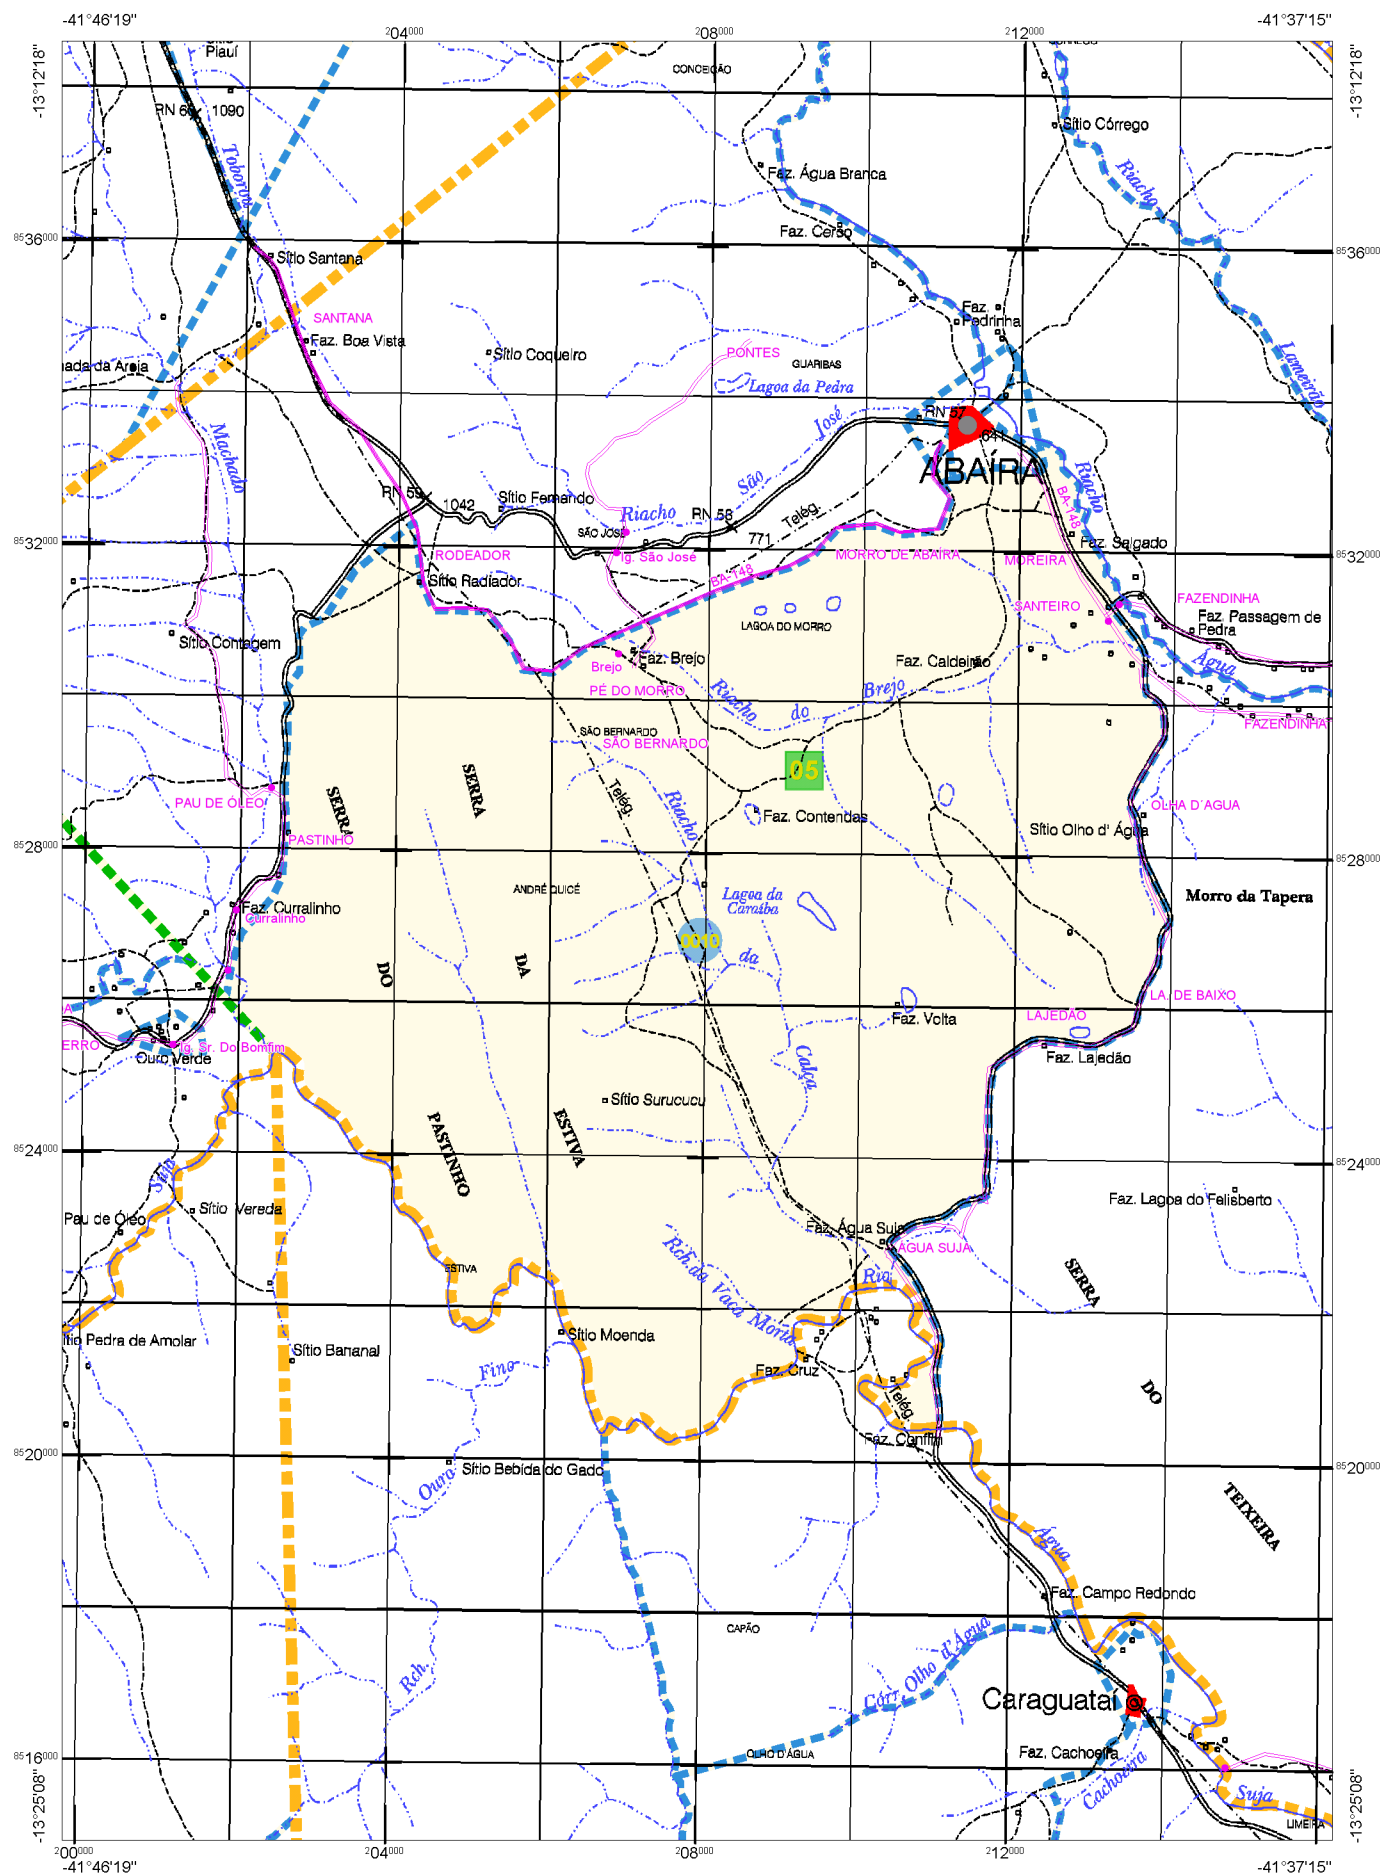 -41°46'19"
204000
208000
212000
-41°37'15"
-13°12'18"
-13°12'18"
Sítio
Piauí
CONCEIÇÃO
RN 1090
Sítio Córrego
Toboroú
Riacho
Faz. Água Branca
Faz. Cerso
8536000
8536000
Sítio Santana
SANTANA
Faz.
Pedrinha
Faz. Boa Vista
Sítio Coqueiro
PONTES
GUARIBAS
Lameirão
nada da Areia
Lagoa da Pedra
José
RN 57
641
Machado
ABAÍRA
São
Riacho
RN 59
1042
Sítio Fernando
BA-148
Riacho
RN 58
Teleg.
SÃO JOSÉ
771
Faz. Salgado
8532000
8532000
RODEADOR
Ig. São José
MORRO DE ABAÍRA
MOREIRA
Sítio Radiador
BA-148
FAZENDINHA
SANTEIRO
Faz. Passagem de
Pedra
LAGOA DO MORRO
Sítio Contagem
Faz. Brejo
Brejo
Faz. Caldeirão
Água
PÉ DO MORRO
Riacho
do
Brejo
FAZENDINHA
SÃO BERNARDO
SÃO BERNARDO
SERRA
SERRA
05
Teleg.
PAU DE ÓLEO
Riacho
Faz. Contendas
OLHA D´AGUA
Sítio Olho d' Água
PASTINHO
8528000
8528000
ANDRÉ QUICÉ
Lagoa da
Caraíba
Morro da Tapera
Faz. Curralinho
Curralinho
0010
da
DO
DA
LA. DE BAIXO
Faz. Volta
LAJEDÃO
ERRO
Ig. Sr. Do Bomfim
Ouro Verde
Faz. Lajedão
Calça
Sítio Surucucu
PASTINHO
ESTIVA
8524000
8524000
Suja
Faz. Lagoa do Felisberto
Pau de Óleo
Sítio Vereda
Faz. Água Suja
AGUA SUJA
Rch. da Vaca Morta
Rio
ESTIVA
SERRA
Sítio Moenda
tio Pedra de Amolar
Sítio Bananal
Fino
Faz. Cruz
DO
Teleg.
Faz. Conffin
8520000
8520000
Sítio Bebida do Gado
Ouro
TEIXEIRA
Água
Faz. Campo Redondo
CAPÃO
Córr. Olho d'Água
Rch.
Caraguataí
OLHO D'ÁGUA
Faz. Cachoeira
8516000
8516000
Cachoeira
Suja
LIMEIRA
-13°25'08"
-13°25'08"
200000
204000
208000
212000
-41°46'19"
-41°37'15"